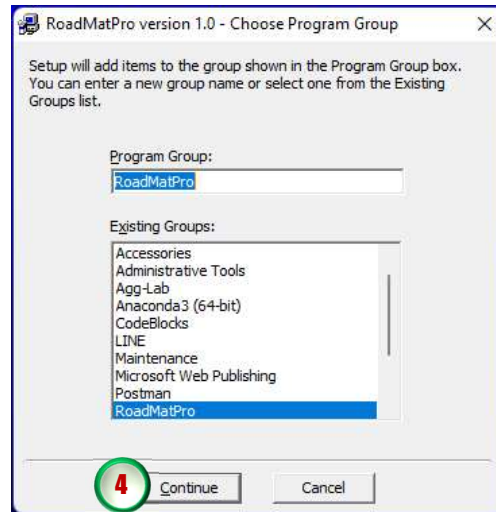 RoadMatPro version 1.0 - Choose Program Group
Setup will add items to the group shown in the Program Group box.
You can enter a new group name or select one from the Existing
Groups list.
Program Group:
RoadMatPro
Existing Groups:
Accessories
Administrative Tools
Agg-Lab
Anaconda3 (64-bit)
CodeBlocks
LINE
Maintenance
Microsoft Web Publishing
Postman
RoadMatPro
4 Continue Cancel